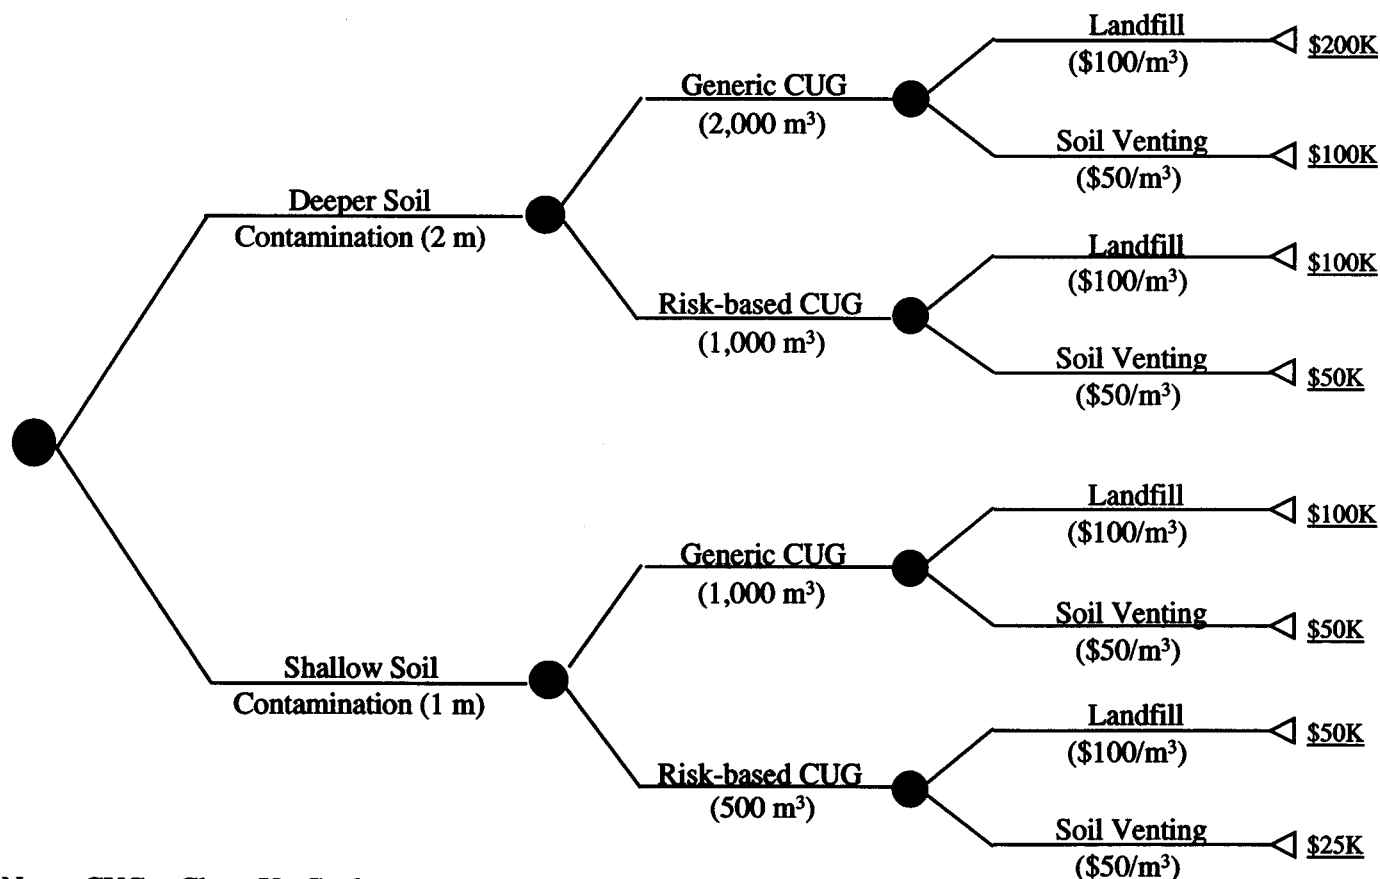 Landfill
($100/m³)
$200K
Generic CUG
(2,000 m³)
Soil Venting
($50/m³)
$100K
Deeper Soil
Contamination (2 m)
Landfill
($100/m³)
$100K
Risk-based CUG
(1,000 m³)
Soil Venting
($50/m³)
$50K
Landfill
($100/m³)
$100K
Generic CUG
(1,000 m³)
Soil Venting
($50/m³)
$50K
Shallow Soil
Contamination (1 m)
Landfill
($100/m³)
$50K
Risk-based CUG
(500 m³)
Soil Venting
($50/m³)
$25K